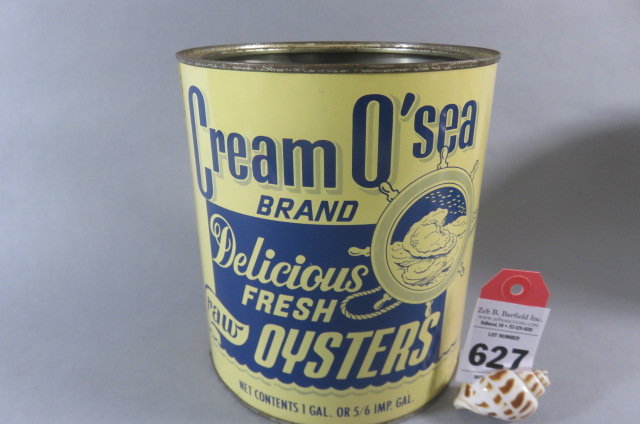 Cream O'sea
BRAND
Delicious
FRESH
raw
OYSTERS
NET CONTENTS 1 GAL. OR 5/6 IMP. GAL.
Zeb B. Barfield Inc.
LOT NUMBER
627